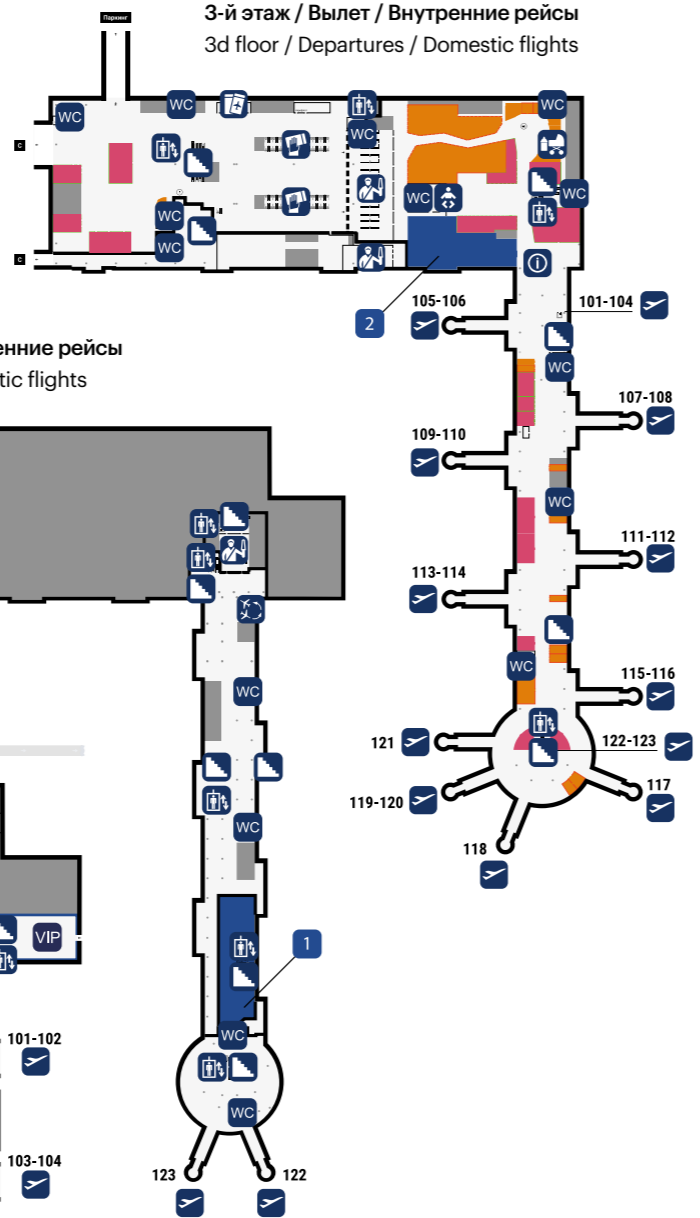 3-й этаж / Вылет / Внутренние рейсы
3d floor / Departures / Domestic flights
Паркинг
WC
WC
WC
WC
C
WC
WC
WC
WC
C
i
2
105-106
101-104
WC
107-108
109-110
WC
111-112
113-114
WC
115-116
121
122-123
119-120
117
118
енние рейсы
tic flights
WC
WC
1
WC
WC
123
122
VIP
101-102
103-104